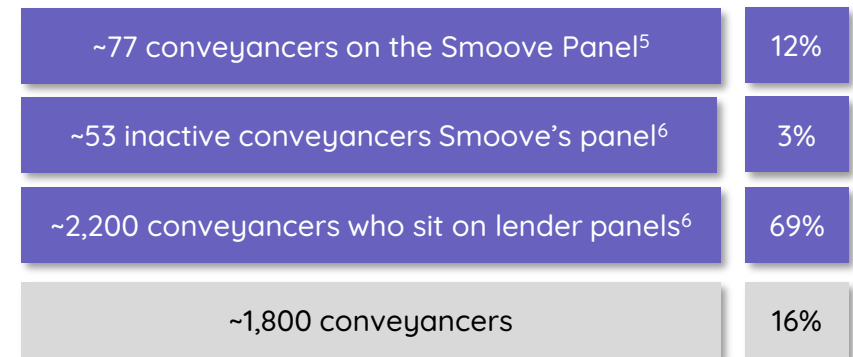 ~77 conveyancers on the Smoove Panel⁵ 12%
~53 inactive conveyancers Smoove’s panel⁶ 3%
~2,200 conveyancers who sit on lender panels⁶ 69%
~1,800 conveyancers 16%